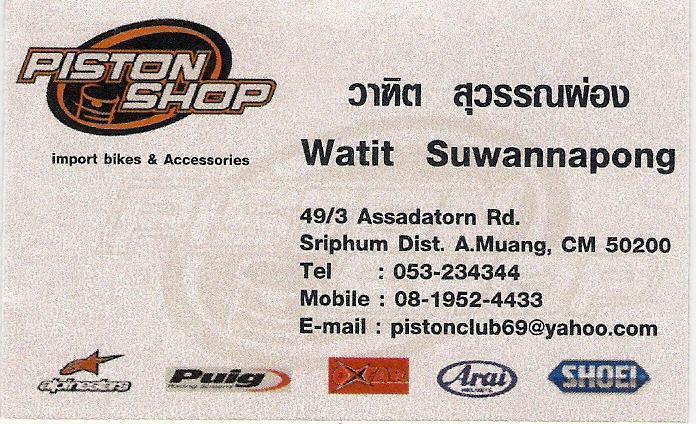 PISTON
SHOP
import bikes & Accessories
วาฑิต สุวรรณผ่อง
Watit Suwannapong
49/3 Assadatorn Rd.
Sriphum Dist. A.Muang, CM 50200
Tel : 053-234344
Mobile : 08-1952-4433
E-mail : pistonclub69@yahoo.com
alpinestars Puig Arai SHOEI